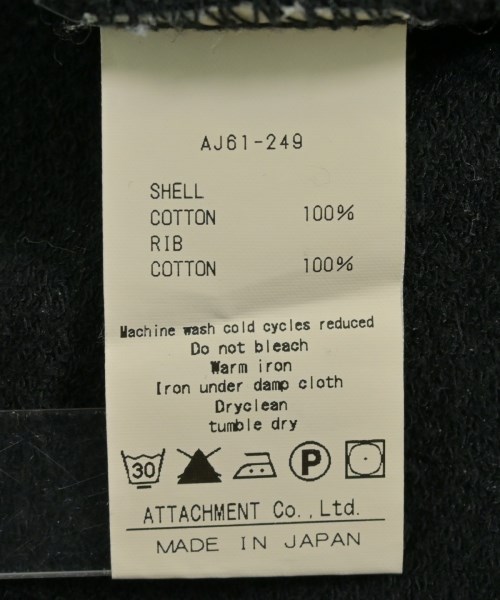 AJ61-249
SHELL
COTTON 100%
RIB
COTTON 100%
Machine wash cold cycles reduced
Do not bleach
Warm iron
Iron under damp cloth
Dryclean
tumble dry
30 P
ATTACHMENT Co.,Ltd.
MADE IN JAPAN